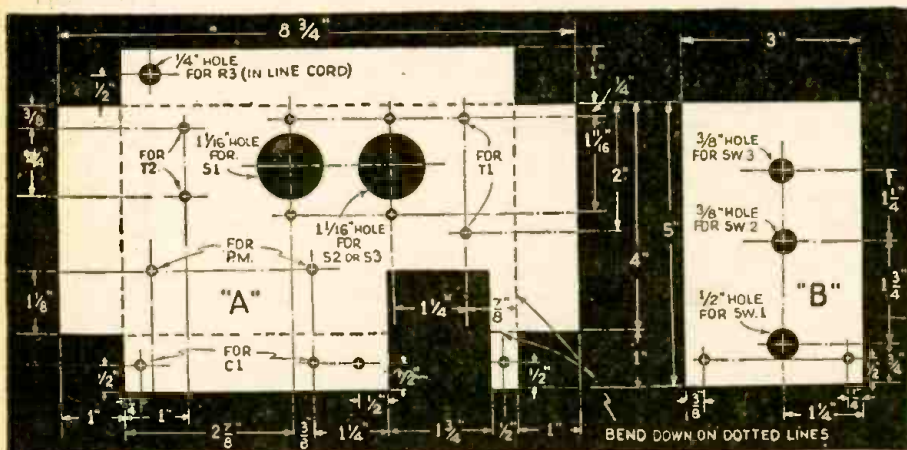 8 3/4"
3"
1/4" HOLE
FOR R3 (IN LINE CORD)
1/2"
1"
1/4"
3/8
FOR
T2
1 1/16" HOLE
FOR
S1
FOR
T1
1 1/16"
2"
3/8" HOLE
FOR SW.3
1 1/4"
3/8" HOLE
FOR SW.2
1 1/16" HOLE
FOR
S2 OR S3
5"
4"
FOR
P.M.
"A"
1 1/8"
1 1/4"
7/8
1 3/4"
1/2" HOLE
FOR SW.1
"B"
FOR
C1
1/2"
1/2"
1/2"
1"
1/2
3/4"
1"
1"
1/2"
3/8
1/4"
2 7/8"
3/8
1 1/4"
1 3/4"
1/2"
1"
1 1/4"
BEND DOWN ON DOTTED LINES